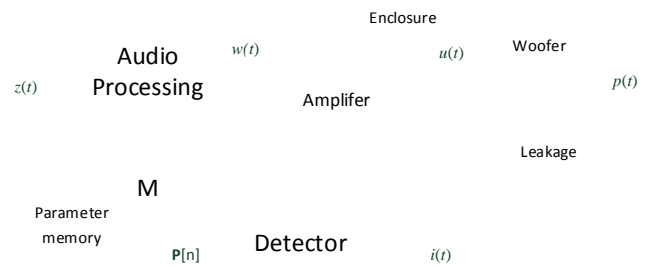 Enclosure
Audio
Processing
w(t)
u(t)
Woofer
z(t)
Amplifer
p(t)
Leakage
M
Parameter
memory
P[n]
Detector
i(t)